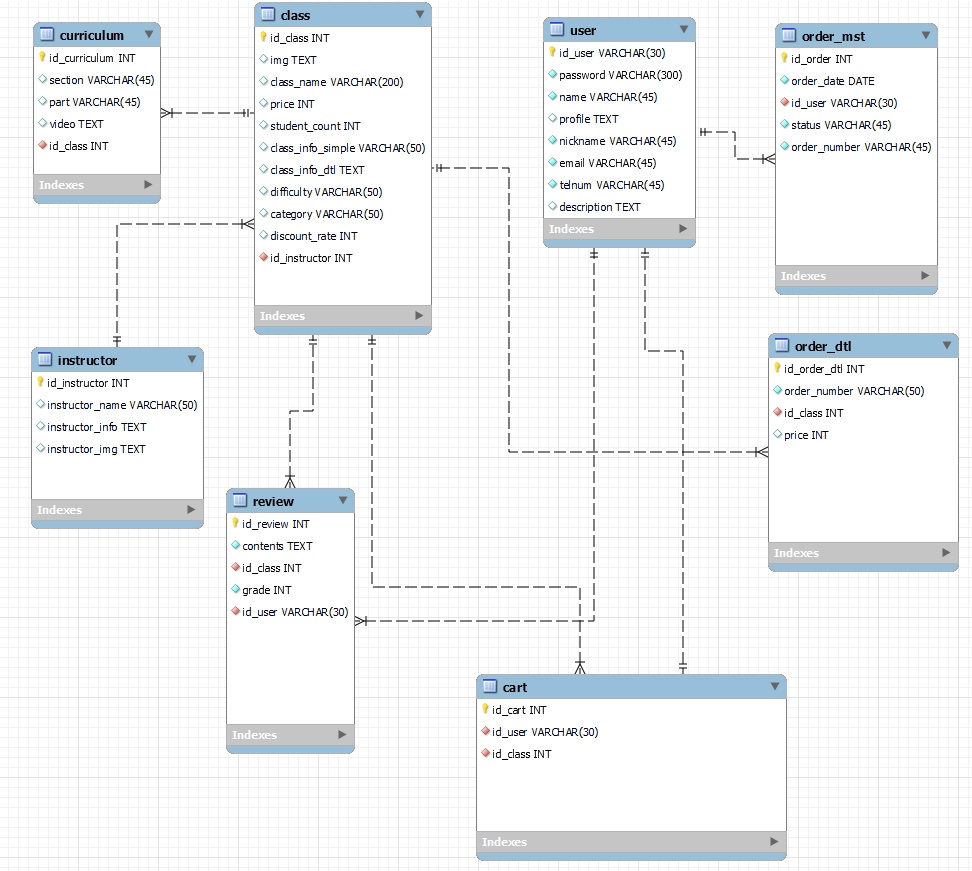 curriculum
id_curriculum INT
section VARCHAR(45)
part VARCHAR(45)
video TEXT
id_class INT
Indexes
class
id_class INT
img TEXT
class_name VARCHAR(200)
price INT
student_count INT
class_info_simple VARCHAR(50)
class_info_dtl TEXT
difficulty VARCHAR(50)
category VARCHAR(50)
discount_rate INT
id_instructor INT
Indexes
user
id_user VARCHAR(30)
password VARCHAR(300)
name VARCHAR(45)
profile TEXT
nickname VARCHAR(45)
email VARCHAR(45)
telnum VARCHAR(45)
description TEXT
Indexes
order_mst
id_order INT
order_date DATE
id_user VARCHAR(30)
status VARCHAR(45)
order_number VARCHAR(45)
Indexes
instructor
id_instructor INT
instructor_name VARCHAR(50)
instructor_info TEXT
instructor_img TEXT
Indexes
order_dtl
id_order_dtl INT
order_number VARCHAR(50)
id_class INT
price INT
Indexes
review
id_review INT
contents TEXT
id_class INT
grade INT
id_user VARCHAR(30)
Indexes
cart
id_cart INT
id_user VARCHAR(30)
id_class INT
Indexes